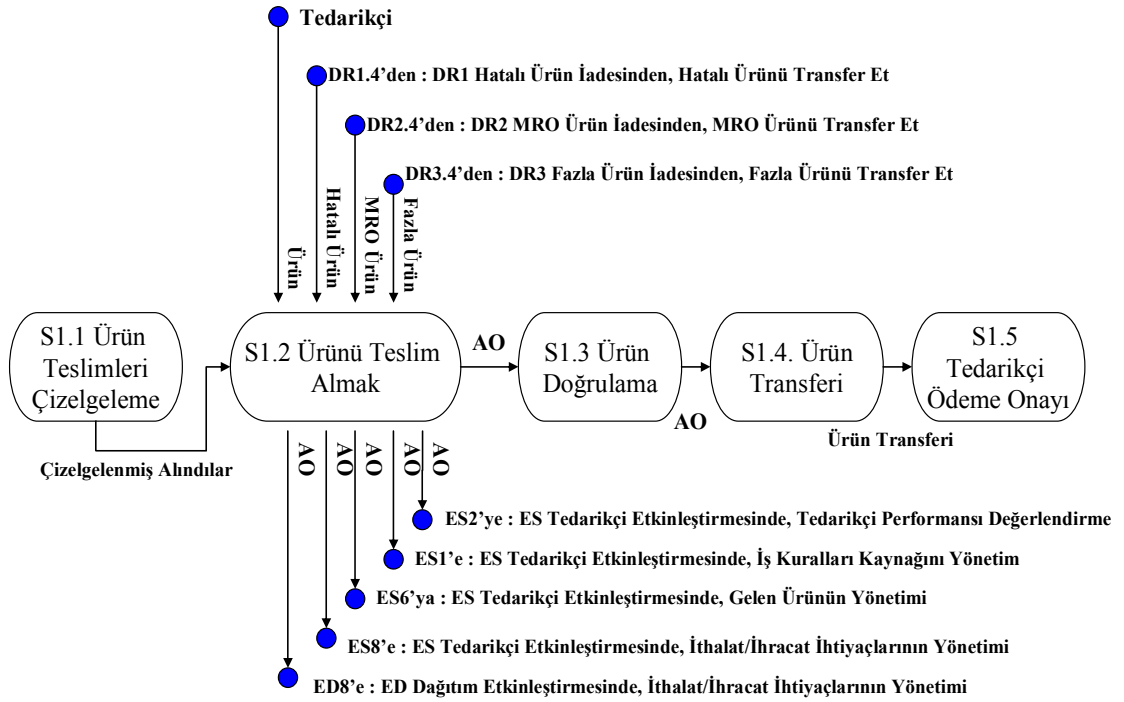 Tedarikçi
DR1.4’den : DR1 Hatalı Ürün İadesinden, Hatalı Ürünü Transfer Et
DR2.4’den : DR2 MRO Ürün İadesinden, MRO Ürünü Transfer Et
DR3.4’den : DR3 Fazla Ürün İadesinden, Fazla Ürünü Transfer Et
Ürün
Hatalı Ürün
MRO Ürün
Fazla Ürün
S1.1 Ürün
Teslimleri
Çizelgeleme
Çizelgelenmiş Alındılar
S1.2 Ürünü Teslim
Almak
AO
S1.3 Ürün
Doğrulama
AO
S1.4. Ürün
Transferi
Ürün Transferi
S1.5
Tedarikçi
Ödeme Onayı
AO
AO
AO
AO
AO
ES2’ye : ES Tedarikçi Etkinleştirmesinde, Tedarikçi Performansı Değerlendirme
ES1’e : ES Tedarikçi Etkinleştirmesinde, İş Kuralları Kaynağını Yönetim
ES6’ya : ES Tedarikçi Etkinleştirmesinde, Gelen Ürünün Yönetimi
ES8’e : ES Tedarikçi Etkinleştirmesinde, İthalat/İhracat İhtiyaçlarının Yönetimi
ED8’e : ED Dağıtım Etkinleştirmesinde, İthalat/İhracat İhtiyaçlarının Yönetimi